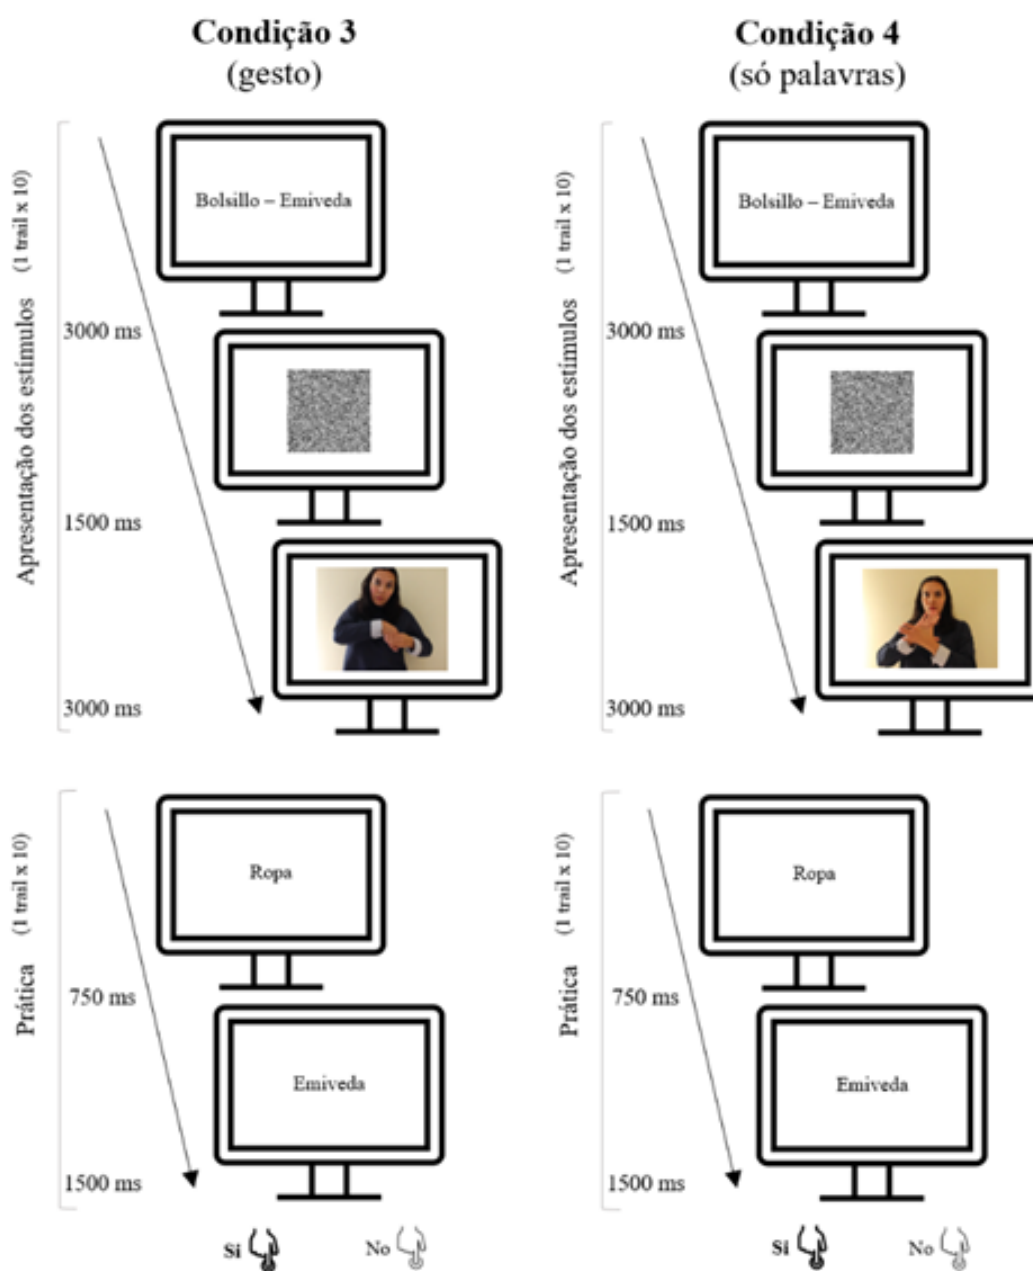 Condição 3
(gesto)
Apresentação dos estímulos (1 trail x 10)
Bolsillo – Emiveda
3000 ms
1500 ms
3000 ms
Prática (1 trail x 10)
Ropa
750 ms
Emiveda
1500 ms
Si No
Condição 4
(só palavras)
Apresentação dos estímulos (1 trail x 10)
Bolsillo – Emiveda
3000 ms
1500 ms
3000 ms
Prática (1 trail x 10)
Ropa
750 ms
Emiveda
1500 ms
Si No